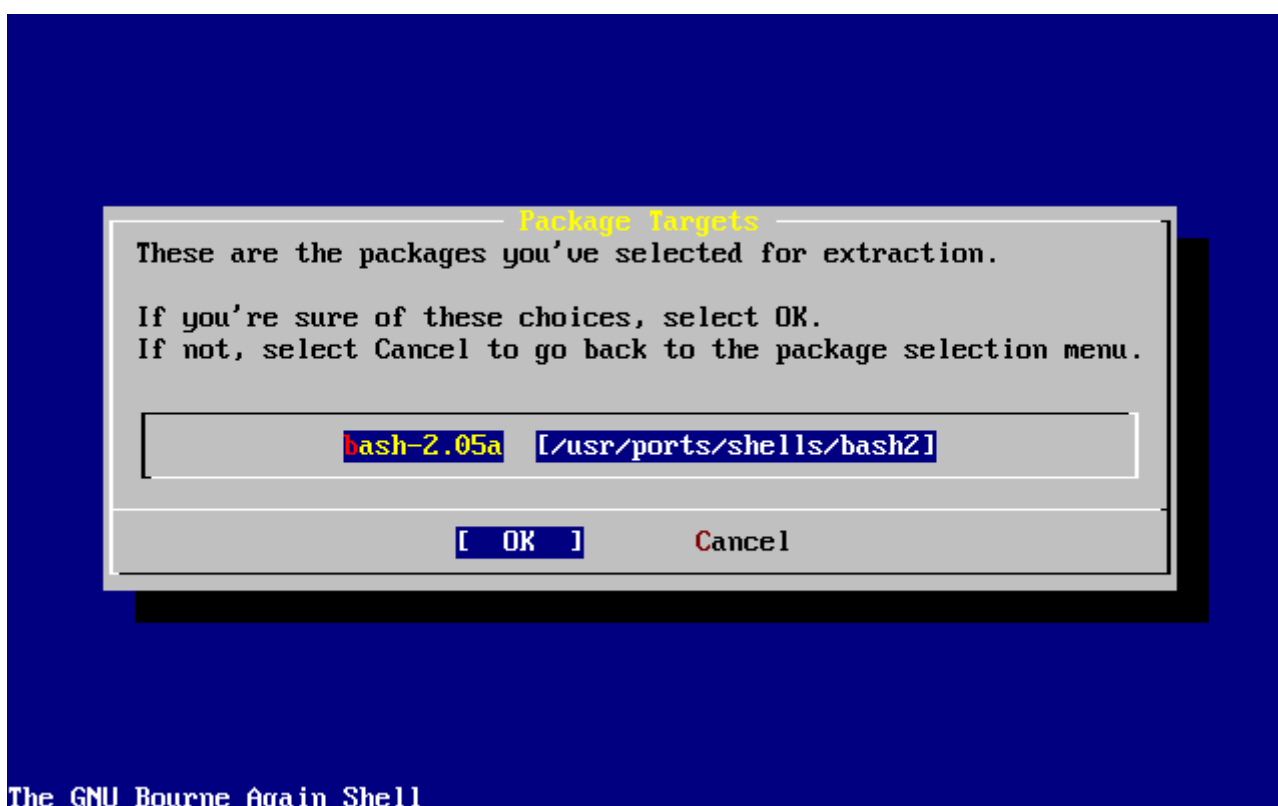 Package Targets
These are the packages you've selected for extraction.
If you're sure of these choices, select OK.
If not, select Cancel to go back to the package selection menu.
bash-2.05a [/usr/ports/shells/bash2]
[ OK ] Cancel
The GNU Bourne Again Shell